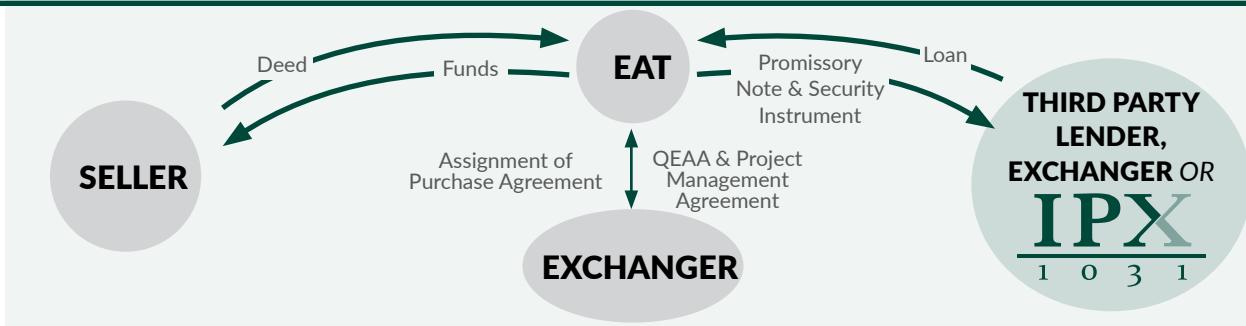 Deed
Funds
EAT
Promissory
Note & Security
Instrument
Loan
THIRD PARTY
LENDER,
EXCHANGER OR
IPX
1031
SELLER
Assignment of
Purchase Agreement
QEAA & Project
Management
Agreement
EXCHANGER